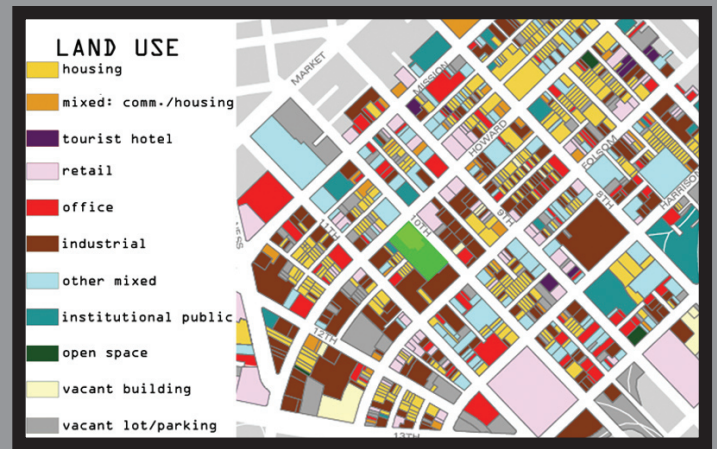 LAND USE
housing
mixed: comm./housing
tourist hotel
retail
office
industrial
other mixed
institutional public
open space
vacant building
vacant lot/parking
MARKET
MISSION
HOWARD
FOLSOM
HARRISON
8TH
9TH
10TH
11TH
12TH
13TH